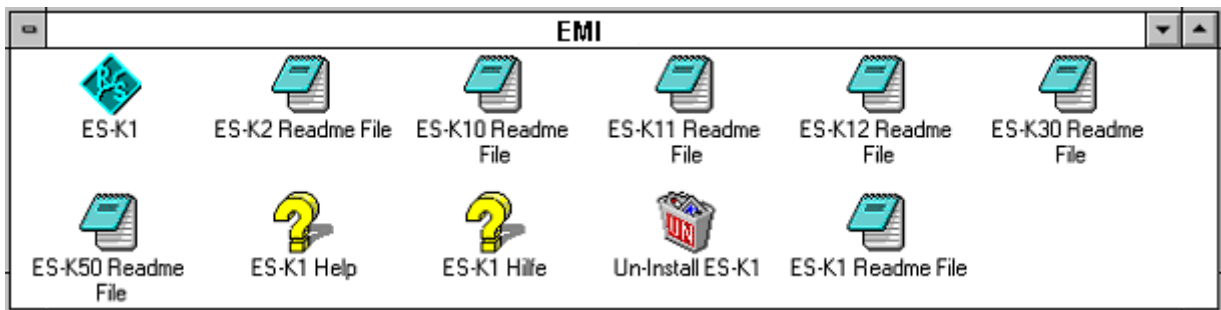 EMI
ES-K1
ES-K2 Readme File
ES-K10 Readme
File
ES-K11 Readme
File
ES-K12 Readme
File
ES-K30 Readme
File
ES-K50 Readme
File
ES-K1 Help
ES-K1 Hilfe
UN
Un-Install ES-K1
ES-K1 Readme File